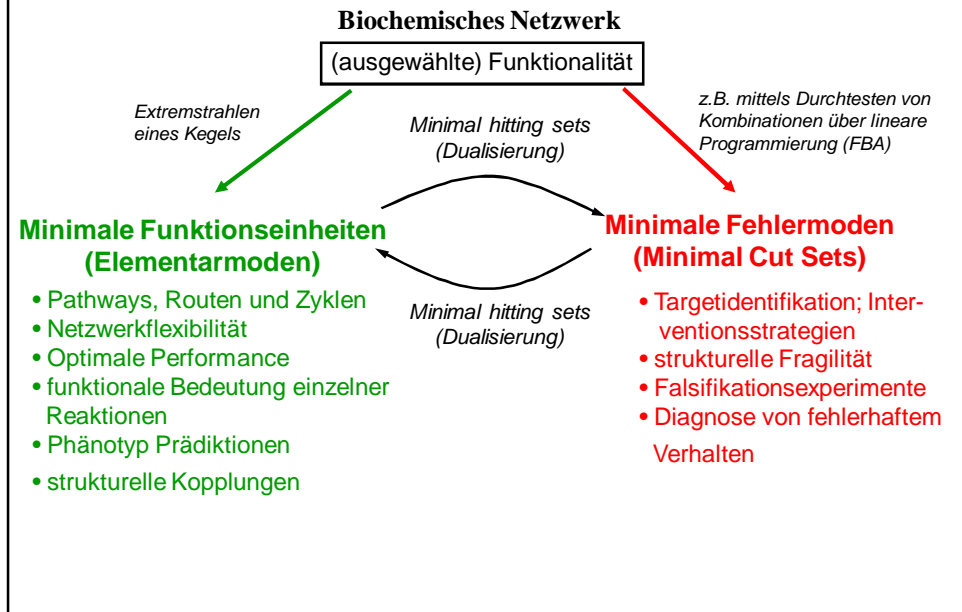 Biochemisches Netzwerk
(ausgewählte) Funktionalität
Extremstrahlen
eines Kegels
Minimal hitting sets
(Dualisierung)
z.B. mittels Durchtesten von
Kombinationen über lineare
Programmierung (FBA)
Minimale Funktionseinheiten
(Elementarmoden)
• Pathways, Routen und Zyklen
• Netzwerkflexibilität
• Optimale Performance
• funktionale Bedeutung einzelner
Reaktionen
• Phänotyp Prädiktionen
• strukturelle Kopplungen
Minimal hitting sets
(Dualisierung)
Minimale Fehlermoden
(Minimal Cut Sets)
• Targetidentifikation; Inter-
ventionsstrategien
• strukturelle Fragilität
• Falsifikationsexperimente
• Diagnose von fehlerhaftem
Verhalten